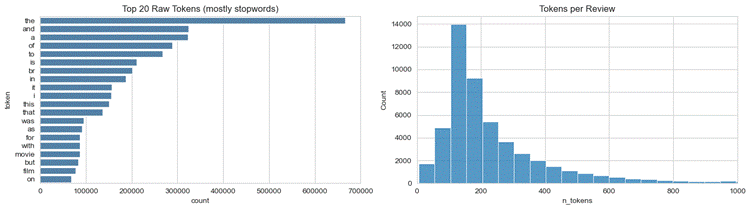 Top 20 Raw Tokens (mostly stopwords)
token
the
and
a
of
to
is
br
in
it
i
this
that
was
as
for
with
movie
but
film
on
0 100000 200000 300000 400000 500000 600000 700000
count
Tokens per Review
Count
14000
12000
10000
8000
6000
4000
2000
0
0 200 400 600 800 1000
n_tokens